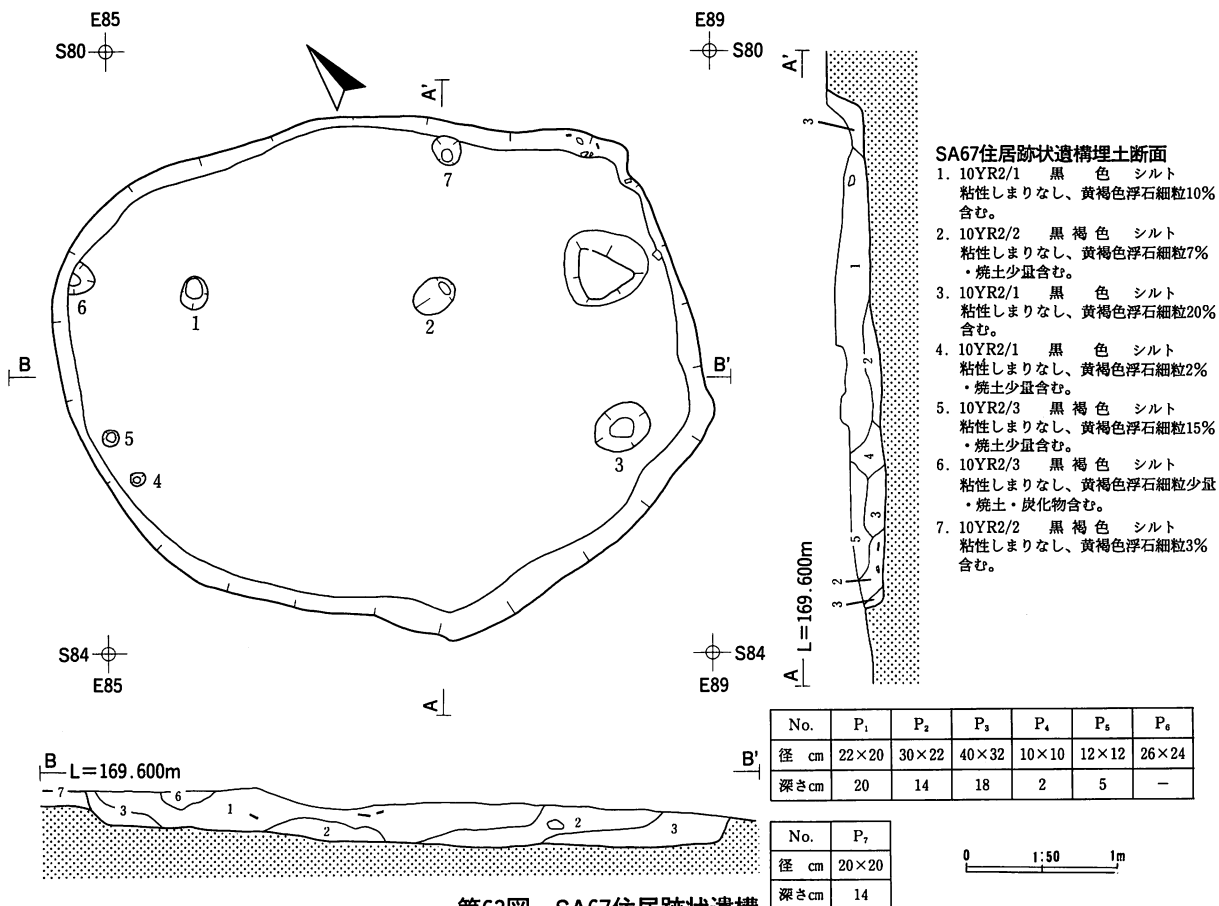 E85
S80
E89
S80
A'
7
6
1
2
3
5
4
B
B'
S84
E85
S84
E89
A
A'
3
1
2
4
3
5
2
3
L=169.600m
A
SA67住居跡状遺構埋土断面
1. 10YR2/1 黒色 シルト
粘性しまりなし、黄褐色浮石細粒10%
含む。
2. 10YR2/2 黒褐色 シルト
粘性しまりなし、黄褐色浮石細粒7%
・焼土少量含む。
3. 10YR2/1 黒色 シルト
粘性しまりなし、黄褐色浮石細粒20%
含む。
4. 10YR2/1 黒色 シルト
粘性しまりなし、黄褐色浮石細粒2%
・焼土少量含む。
5. 10YR2/3 黒褐色 シルト
粘性しまりなし、黄褐色浮石細粒15%
・焼土少量含む。
6. 10YR2/3 黒褐色 シルト
粘性しまりなし、黄褐色浮石細粒少量
・焼土・炭化物含む。
7. 10YR2/2 黒褐色 シルト
粘性しまりなし、黄褐色浮石細粒3%
含む。
B L=169.600m B'
7 3 6 1 2 2 3
No. P₁ P₂ P₃ P₄ P₅ P₆
径 cm 22×20 30×22 40×32 10×10 12×12 26×24
深さcm 20 14 18 2 5 −
No. P₇
径 cm 20×20
深さcm 14
0 1:50 1m
第62図 SA67住居跡状遺構